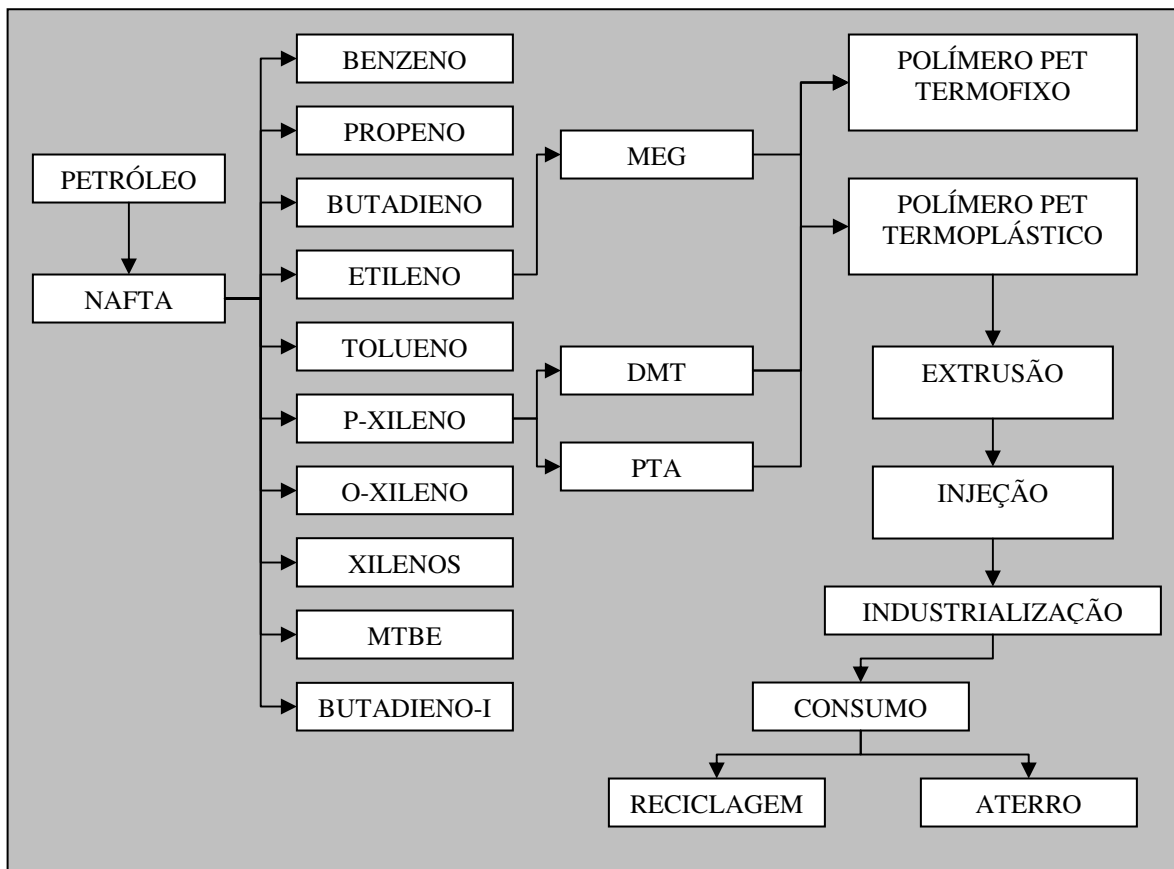 PETRÓLEO
NAFTA
BENZENO
PROPENO
BUTADIENO
ETILENO
TOLUENO
P-XILENO
O-XILENO
XILENOS
MTBE
BUTADIENO-I
MEG
DMT
PTA
POLÍMERO PET
TERMOFIXO
POLÍMERO PET
TERMOPLÁSTICO
EXTRUSÃO
INJEÇÃO
INDUSTRIALIZAÇÃO
CONSUMO
RECICLAGEM
ATERRO